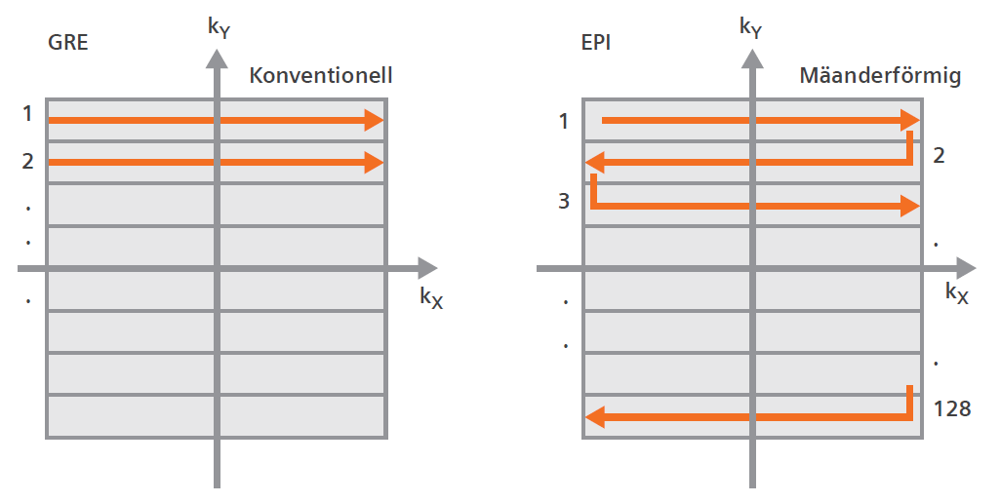 GRE
kY
Konventionell
1
2
.
.
.
kX
EPI
kY
Mäanderförmig
1
2
3
.
kX
.
.
.
128